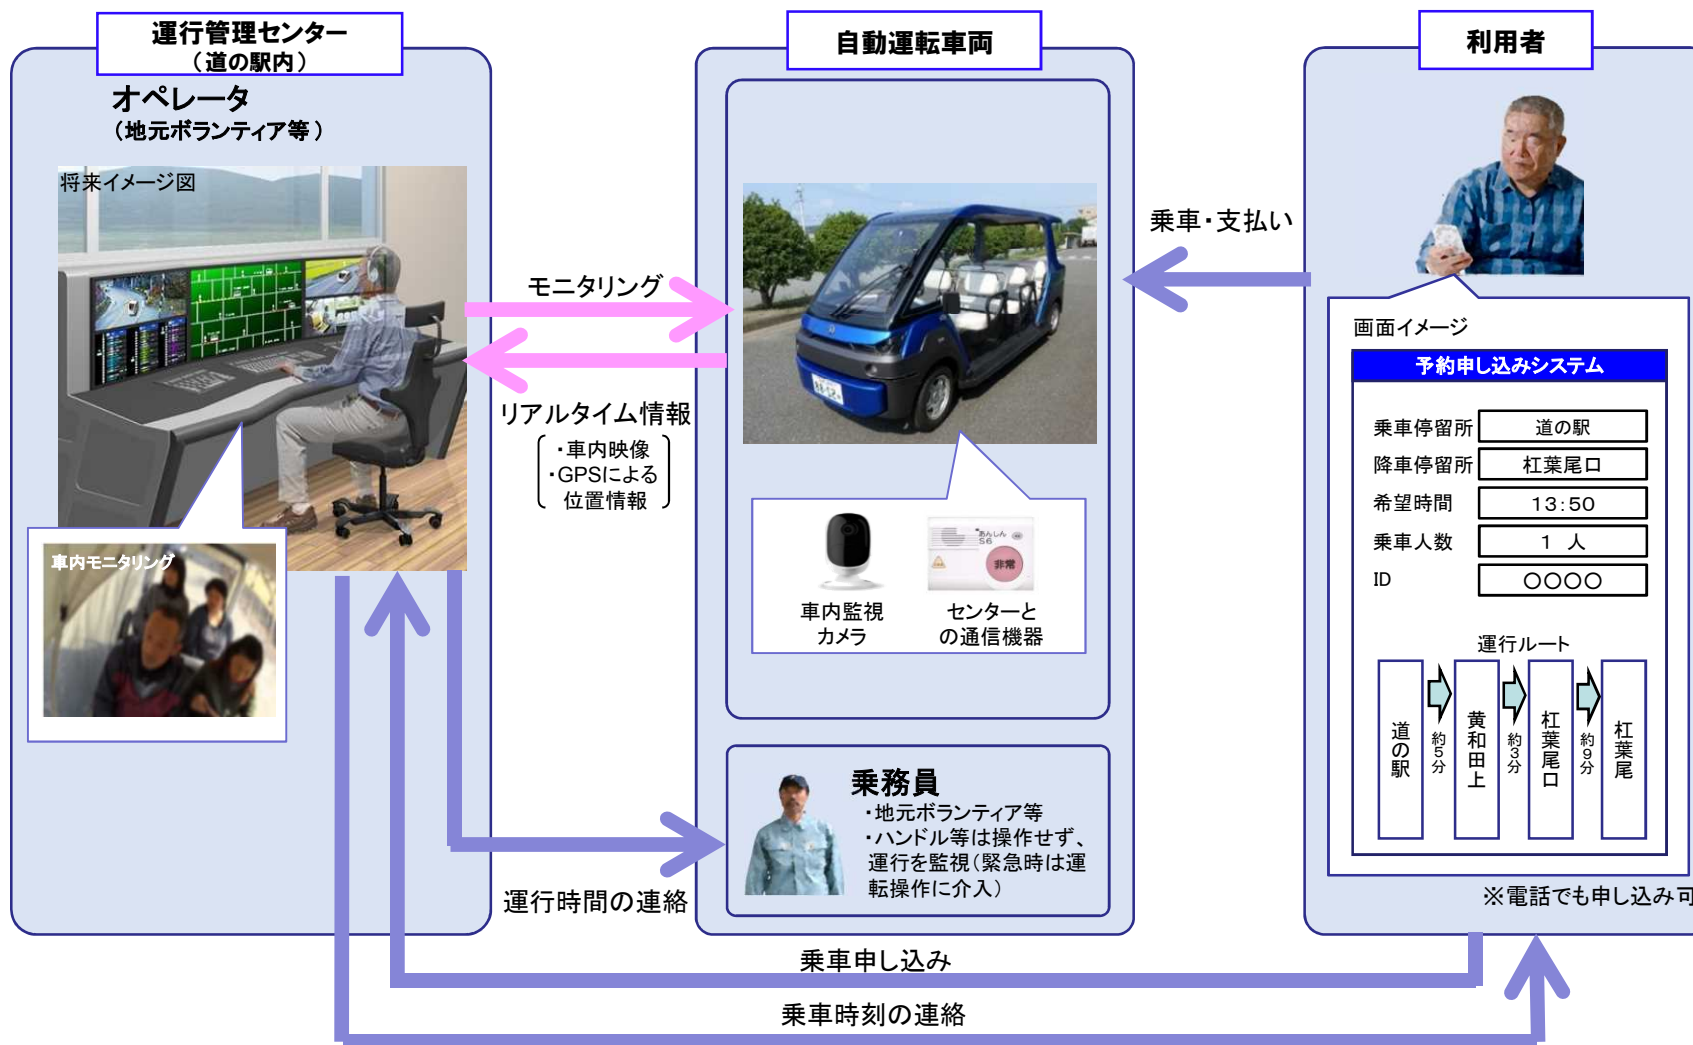 運行管理センター
（道の駅内）
オペレータ
（地元ボランティア等）
将来イメージ図
車内モニタリング
モニタリング
リアルタイム情報
・車内映像
・GPSによる
位置情報
自動運転車両
あんしん
S6
非常
車内監視
カメラ
センターと
の通信機器
乗務員
・地元ボランティア等
・ハンドル等は操作せず、
運行を監視（緊急時は運
転操作に介入）
運行時間の連絡
乗車申し込み
乗車時刻の連絡
乗車・支払い
利用者
画面イメージ
予約申し込みシステム
乗車停留所 道の駅
降車停留所 杠葉尾口
希望時間 13：50
乗車人数 1 人
ID 〇〇〇〇
運行ルート
道の駅
約5分
黄和田上
約3分
杠葉尾口
約9分
杠葉尾
※電話でも申し込み可